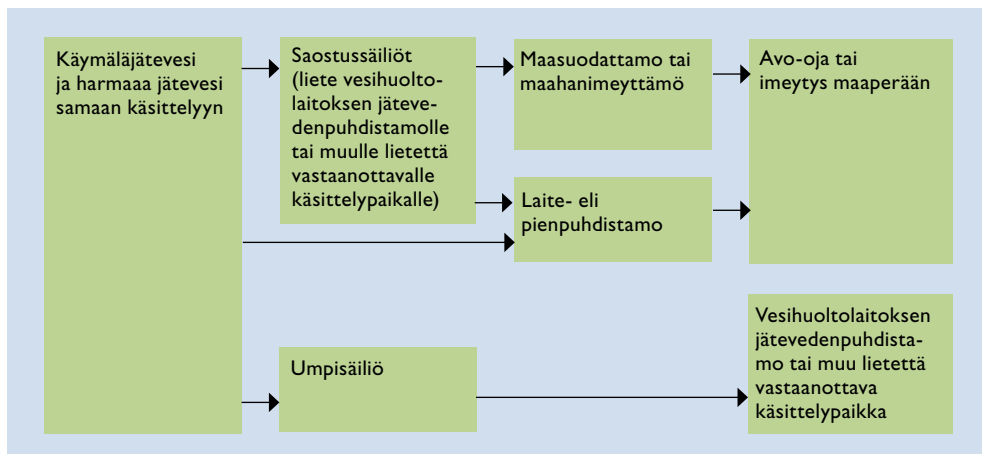 Käymäläjätevesi
ja harmaaa jätevesi
samaan käsittelyyn
Saostussäiliöt
(liete vesihuolto-
laitoksen jäteve-
denpuhdistamolle
tai muulle lietettä
vastaanottavalle
käsittelypaikalle)
Maasuodattamo tai
maahanimeyttämö
Avo-oja tai
imeytys maaperään
Laite- eli
pienpuhdistamo
Umpisäiliö
Vesihuoltolaitoksen
jätevedenpuhdista-
mo tai muu lietettä
vastaanottava
käsittelypaikka